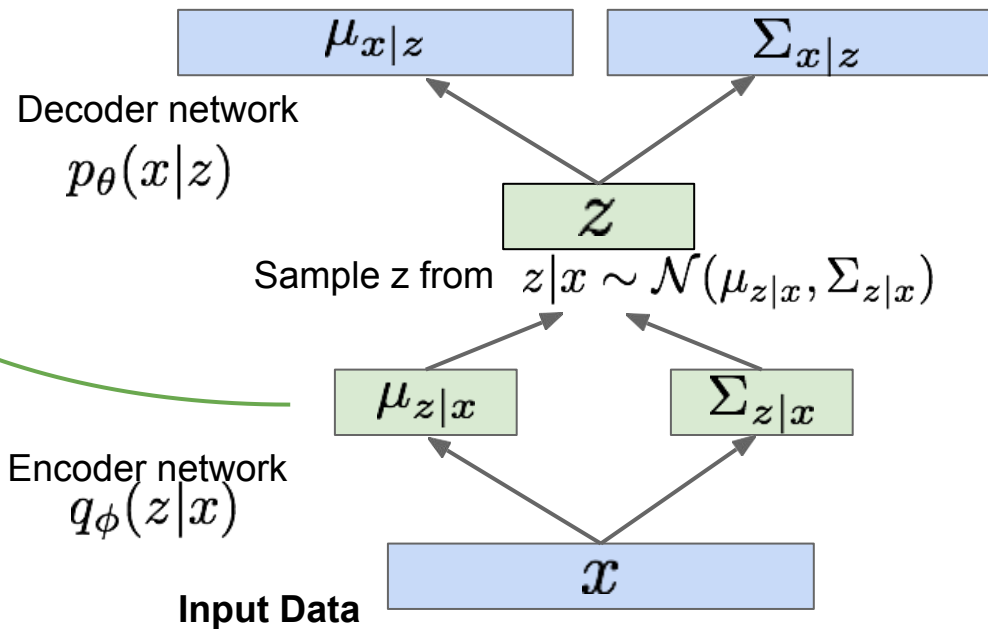 μ_{x|z} Σ_{x|z}
Decoder network
p_θ(x|z)
z
Sample z from z|x ∼ 𝒩(μ_{z|x}, Σ_{z|x})
μ_{z|x} Σ_{z|x}
Encoder network
q_ϕ(z|x)
x
Input Data